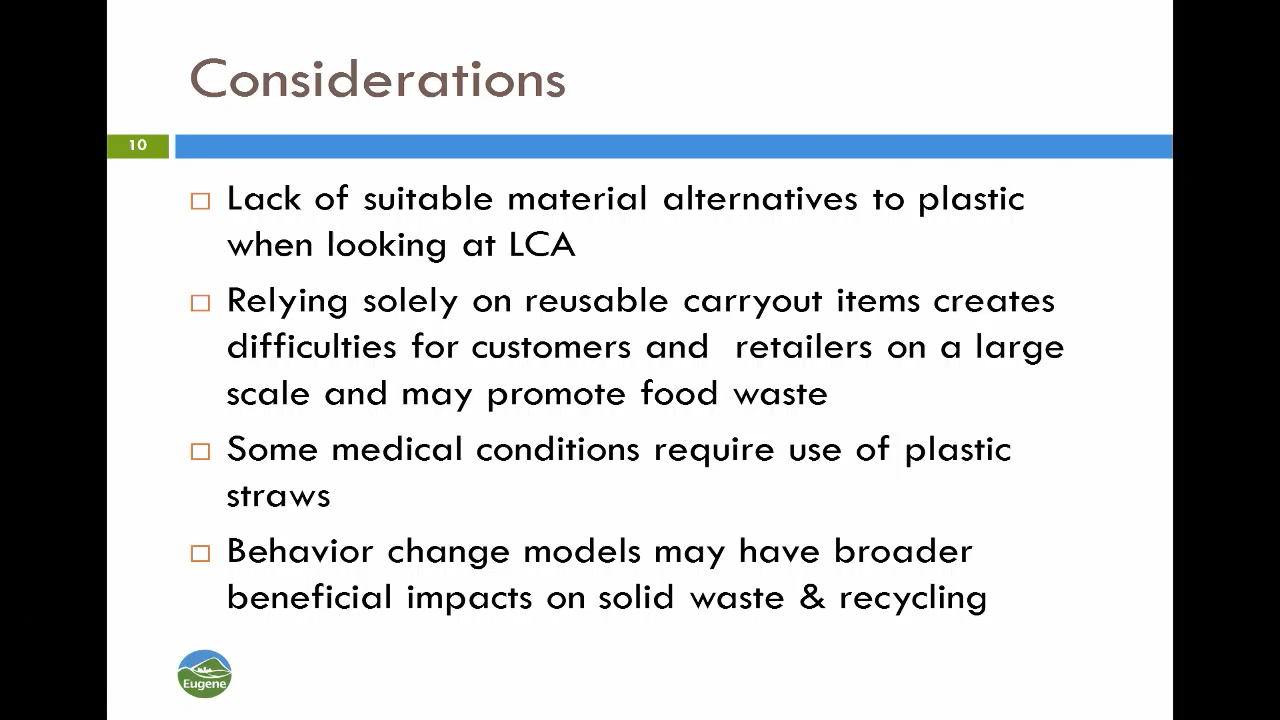 Considerations
10
Lack of suitable material alternatives to plastic
when looking at LCA
Relying solely on reusable carryout items creates
difficulties for customers and  retailers on a large
scale and may promote food waste
Some medical conditions require use of plastic
straws
Behavior change models may have broader
beneficial impacts on solid waste & recycling
Eugene